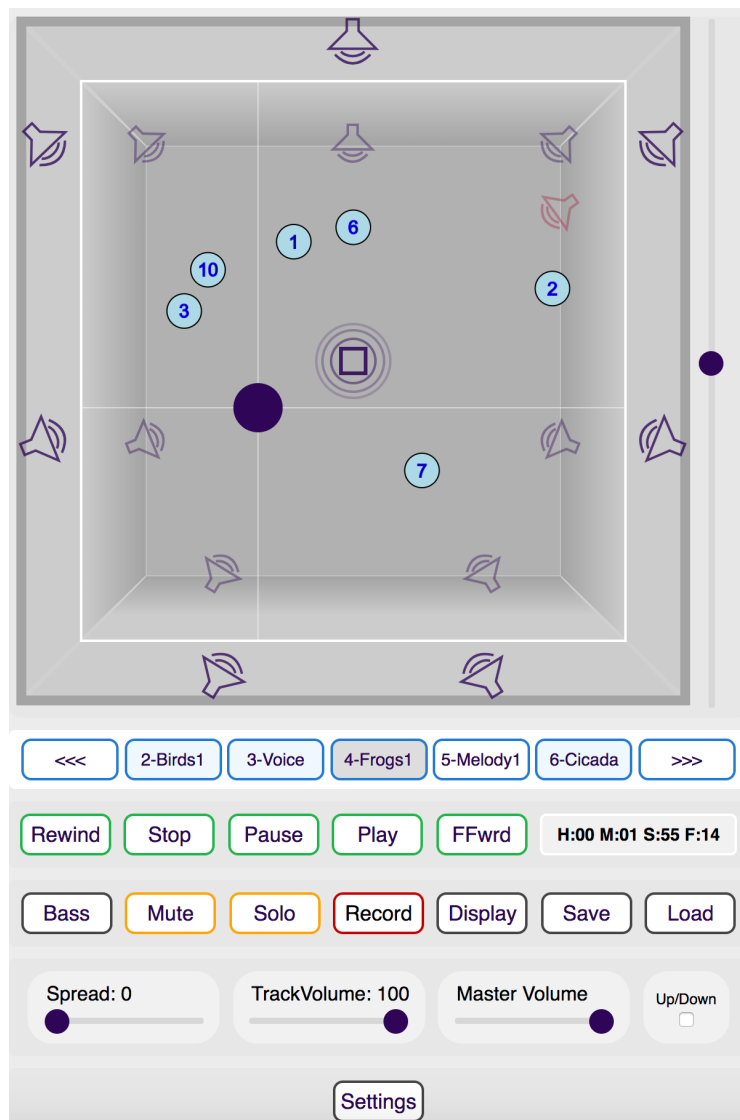 6
1
10
2
3
7
<<< 2-Birds1 3-Voice 4-Frogs1 5-Melody1 6-Cicada >>>
Rewind Stop Pause Play FFwrd H:00 M:01 S:55 F:14
Bass Mute Solo Record Display Save Load
Spread: 0 TrackVolume: 100 Master Volume Up/Down
Settings